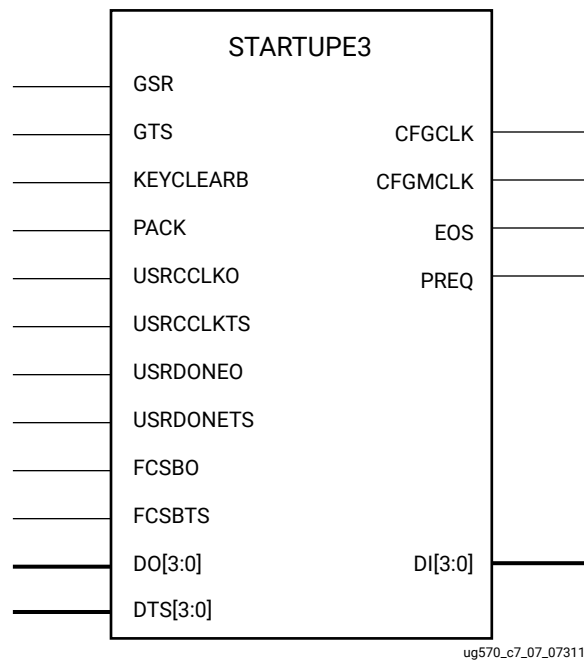 STARTUPE3
GSR
GTS
KEYCLEARB
PACK
USRCCLKO
USRCCLKTS
USRDONEO
USRDONETS
FCSBO
FCSBTS
DO[3:0]
DTS[3:0]
CFGCLK
CFGMCLK
EOS
PREQ
DI[3:0]
ug570_c7_07_07311